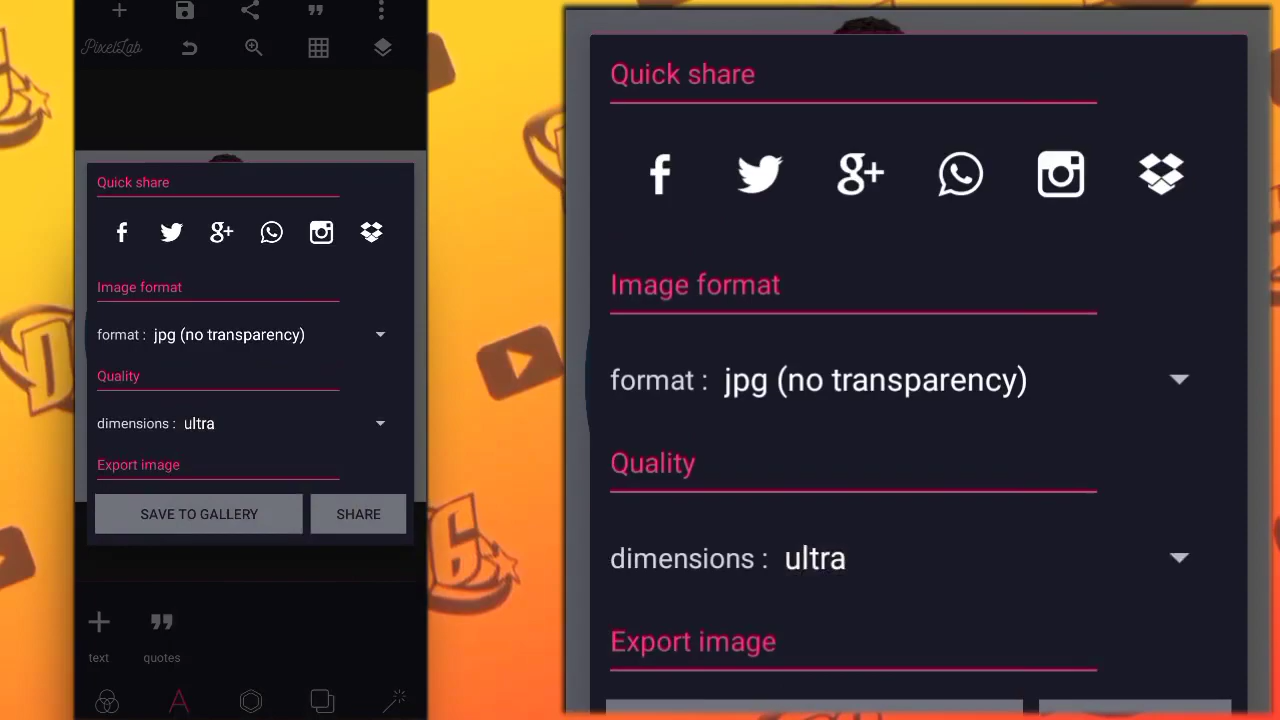 PixelLab
Quick share
Image format
format : jpg (no transparency)
Quality
dimensions : ultra
Export image
SAVE TO GALLERY SHARE
text quotes
Quick share
Image format
format : jpg (no transparency)
Quality
dimensions : ultra
Export image